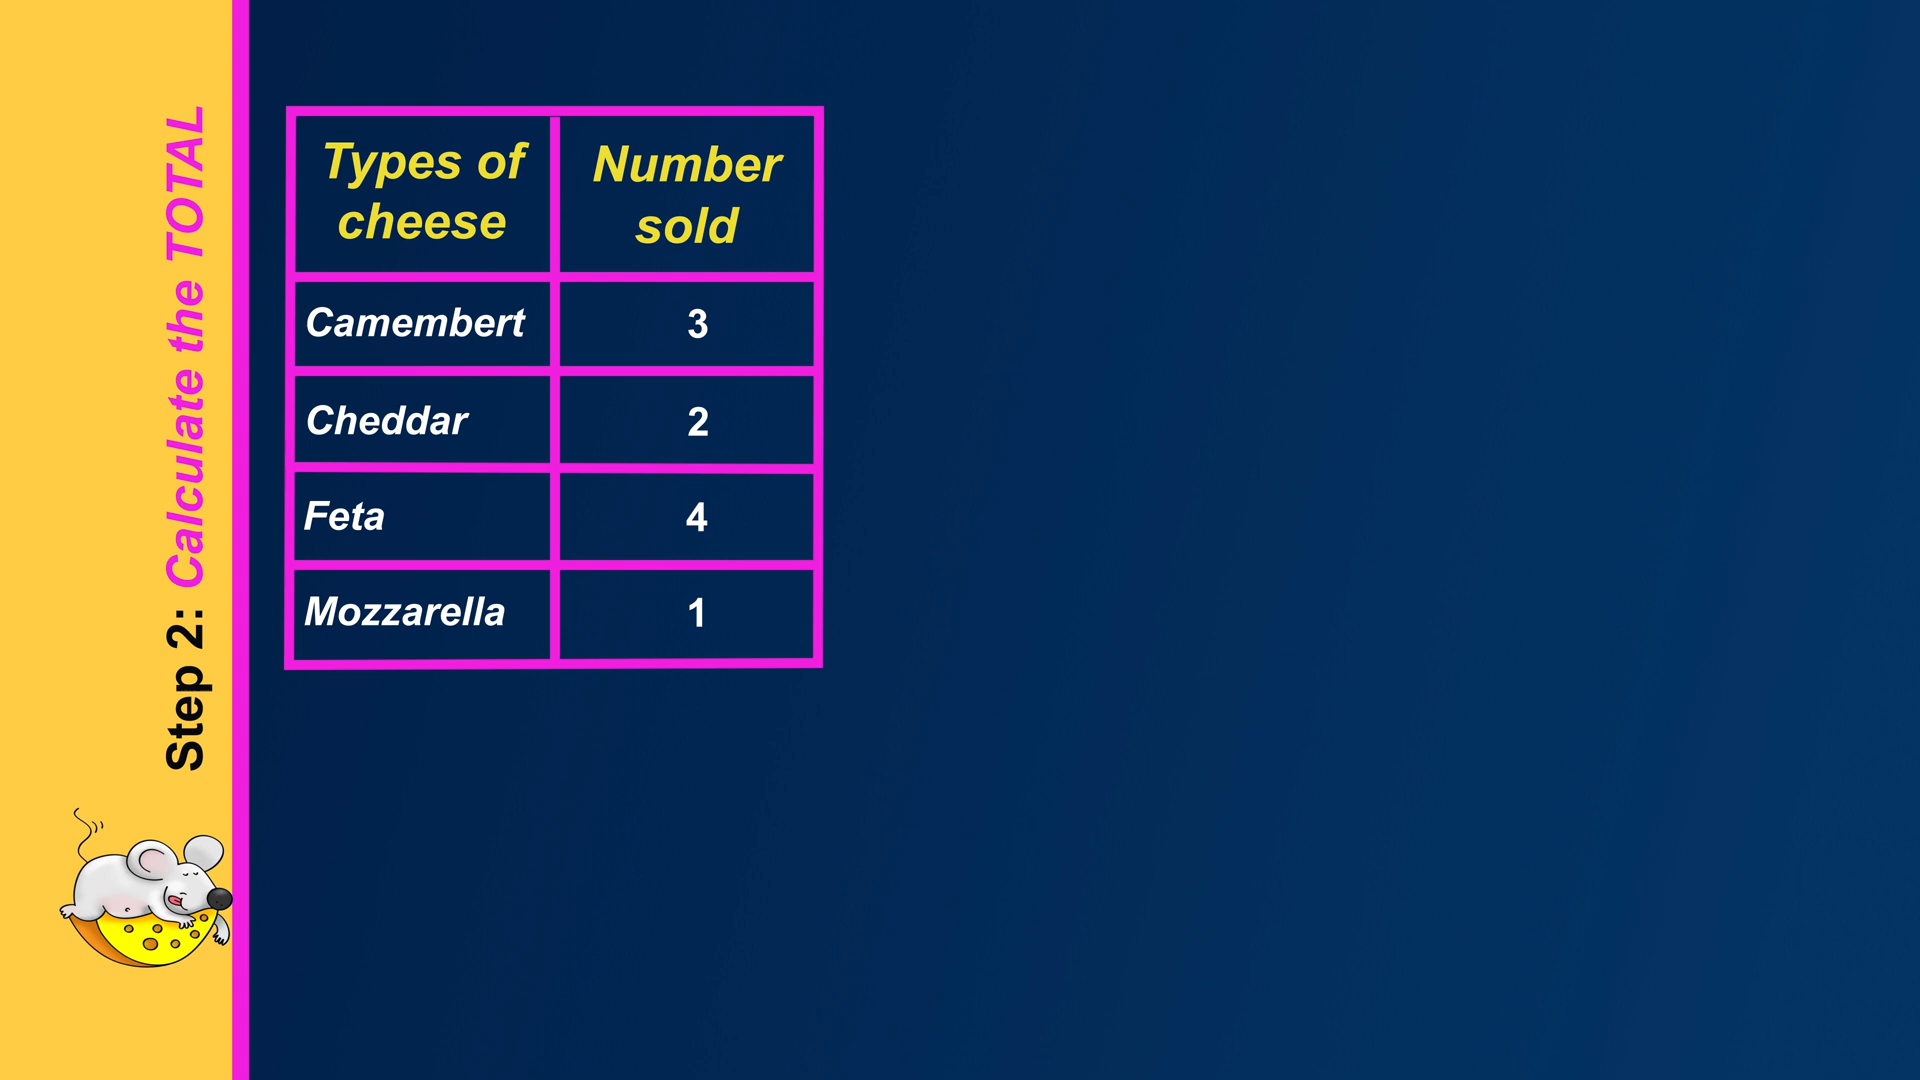 Step 2: Calculate the TOTAL
Types of cheese
Number sold
Camembert 3
Cheddar 2
Feta 4
Mozzarella 1